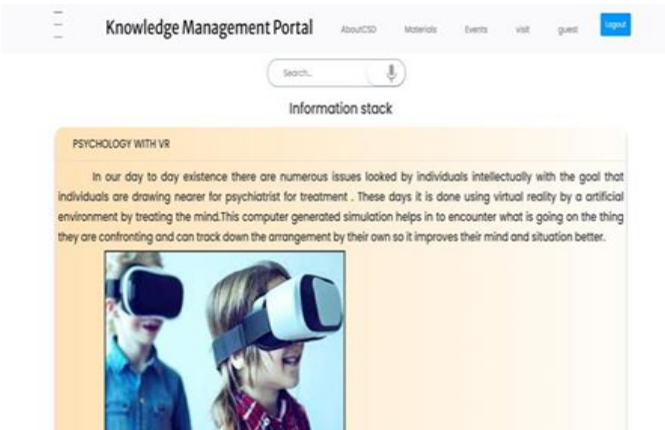 Knowledge Management Portal AboutCSD Materials Events visit guest Logout
Search...
Information stack
PSYCHOLOGY WITH VR
In our day to day existence there are numerous issues looked by individuals intellectually with the goal that
individuals are drawing nearer for psychiatrist for treatment . These days it is done using virtual reality by a artificial
environment by treating the mind.This computer generated simulation helps in to encounter what is going on the thing
they are confronting and can track down the arrangement by their own so it improves their mind and situation better.